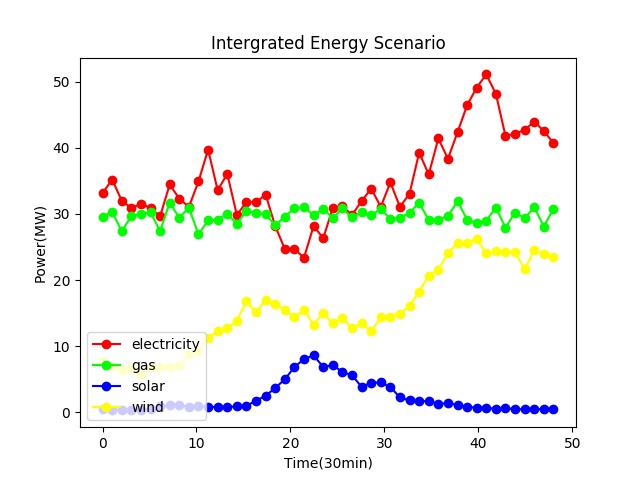 Intergrated Energy Scenario
Power(MW)
50
40
30
20
10
0
electricity
gas
solar
wind
0 10 20 30 40 50
Time(30min)